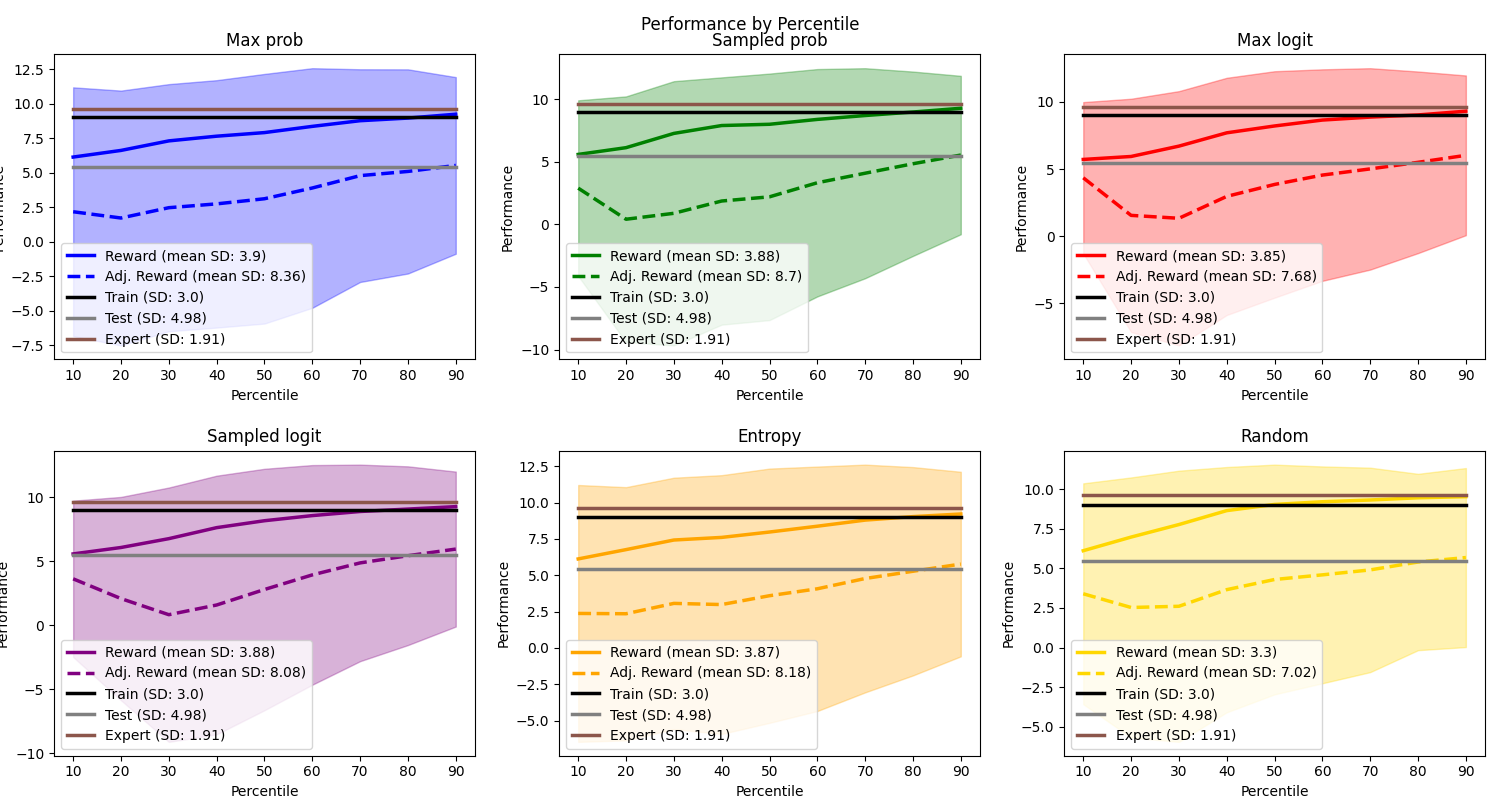 Performance by Percentile
Max prob
12.5
10.0
7.5
5.0
2.5
0.0
−2.5
−5.0
−7.5
Reward (mean SD: 3.9)
Adj. Reward (mean SD: 8.36)
Train (SD: 3.0)
Test (SD: 4.98)
Expert (SD: 1.91)
10 20 30 40 50 60 70 80 90
Percentile
Performance
Sampled prob
10
5
0
−5
−10
Reward (mean SD: 3.88)
Adj. Reward (mean SD: 8.7)
Train (SD: 3.0)
Test (SD: 4.98)
Expert (SD: 1.91)
10 20 30 40 50 60 70 80 90
Percentile
Performance
Max logit
10
5
0
−5
Reward (mean SD: 3.85)
Adj. Reward (mean SD: 7.68)
Train (SD: 3.0)
Test (SD: 4.98)
Expert (SD: 1.91)
10 20 30 40 50 60 70 80 90
Percentile
Performance
Sampled logit
10
5
0
−5
−10
Reward (mean SD: 3.88)
Adj. Reward (mean SD: 8.08)
Train (SD: 3.0)
Test (SD: 4.98)
Expert (SD: 1.91)
10 20 30 40 50 60 70 80 90
Percentile
Performance
Entropy
12.5
10.0
7.5
5.0
2.5
0.0
−2.5
−5.0
Reward (mean SD: 3.87)
Adj. Reward (mean SD: 8.18)
Train (SD: 3.0)
Test (SD: 4.98)
Expert (SD: 1.91)
10 20 30 40 50 60 70 80 90
Percentile
Performance
Random
10.0
7.5
5.0
2.5
0.0
−2.5
−5.0
Reward (mean SD: 3.3)
Adj. Reward (mean SD: 7.02)
Train (SD: 3.0)
Test (SD: 4.98)
Expert (SD: 1.91)
10 20 30 40 50 60 70 80 90
Percentile